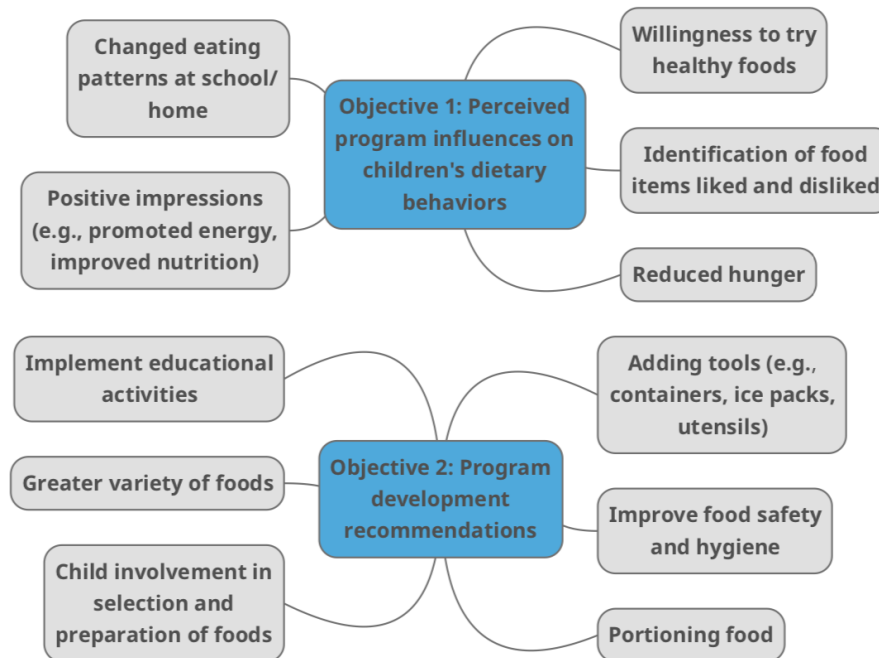 Changed eating
patterns at school/
home
Positive impressions
(e.g., promoted energy,
improved nutrition)
Objective 1: Perceived
program influences on
children's dietary
behaviors
Willingness to try
healthy foods
Identification of food
items liked and disliked
Reduced hunger
Implement educational
activities
Greater variety of foods
Child involvement in
selection and
preparation of foods
Objective 2: Program
development
recommendations
Adding tools (e.g.,
containers, ice packs,
utensils)
Improve food safety
and hygiene
Portioning food